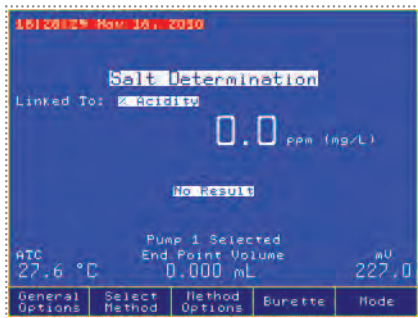 16:28:29 Nov 16, 2010
Salt Determination
Linked To: % Acidity
0.0 ppm (mg/L)
No Result
Pump 1 Selected
ATC End Point Volume mV
27.6 °C 0.000 mL 227.0
General Options Select Method Method Options Burette Mode